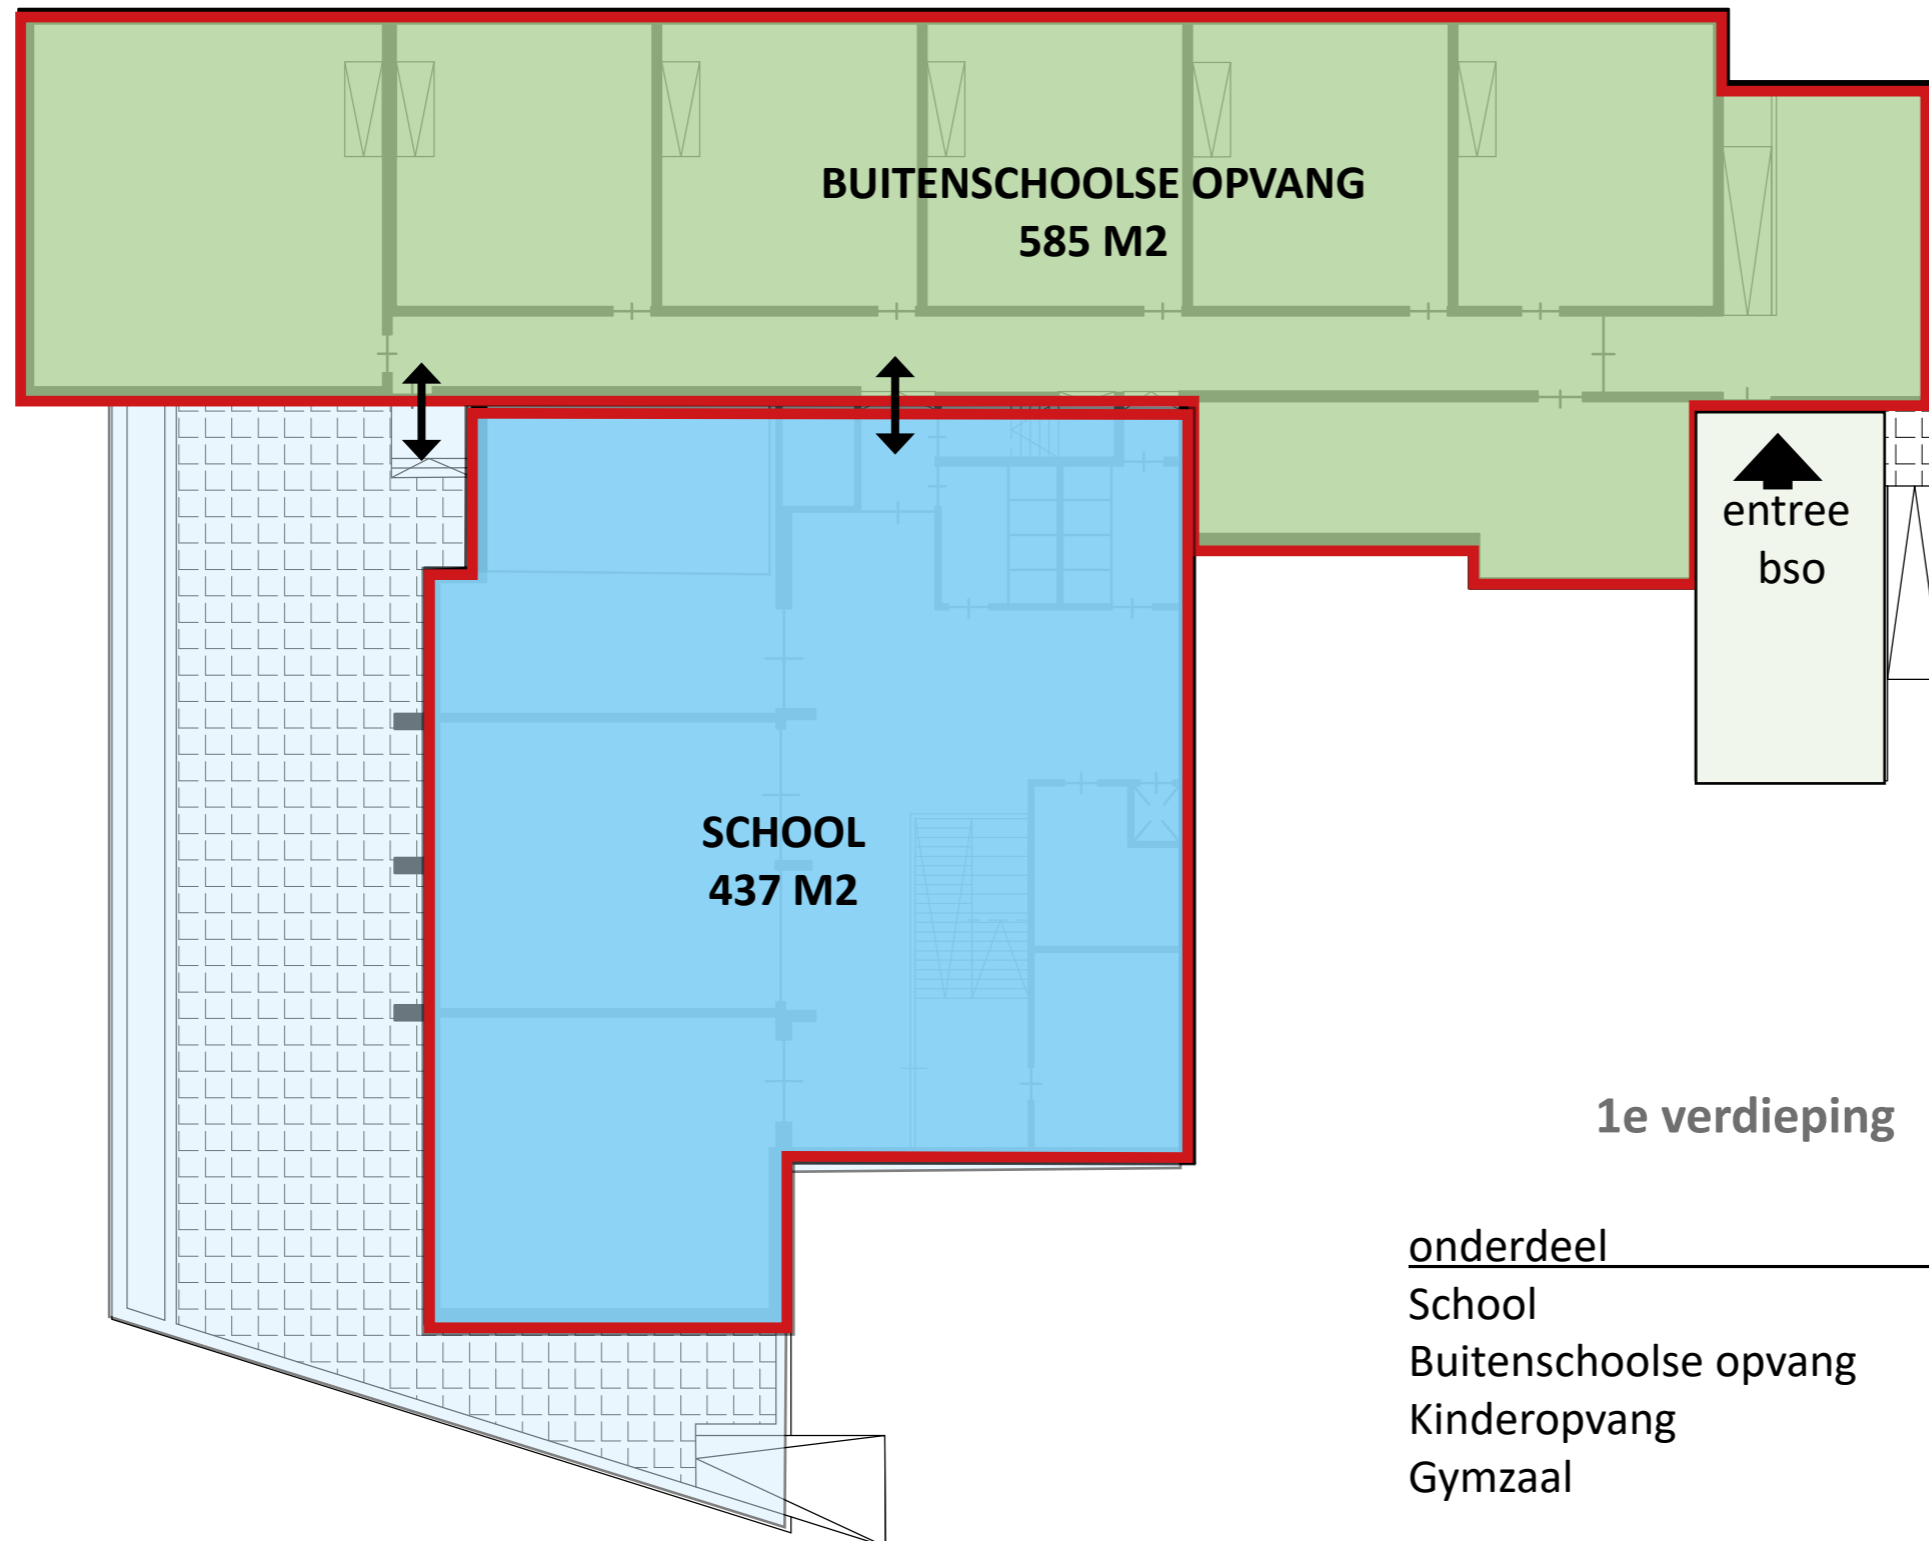 BUITENSCHOOLSE OPVANG
585 M2
entree
bso
SCHOOL
437 M2
1e verdieping
onderdeel
School
Buitenschoolse opvang
Kinderopvang
Gymzaal